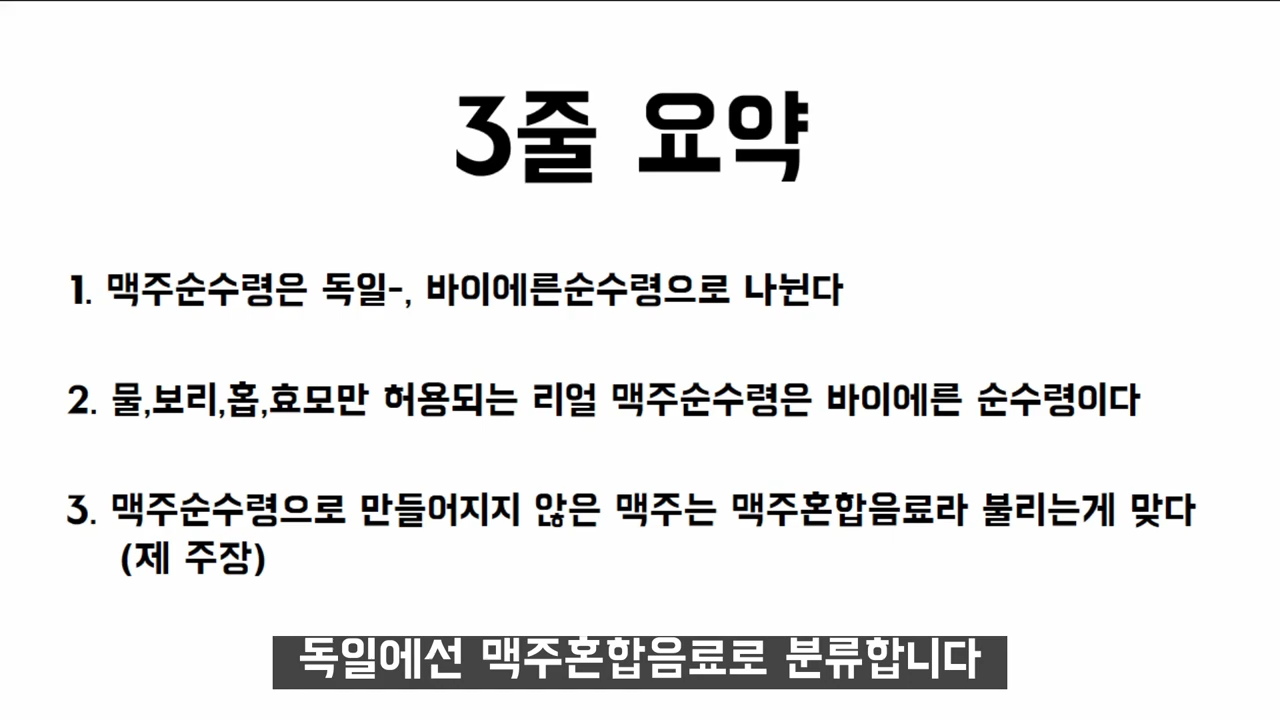 3줄 요약
1. 맥주순수령은 독일-, 바이에른순수령으로 나뉜다
2. 물,보리,홉,효모만 허용되는 리얼 맥주순수령은 바이에른 순수령이다
3. 맥주순수령으로 만들어지지 않은 맥주는 맥주혼합음료라 불리는게 맞다
(제 주장)
독일에선 맥주혼합음료로 분류합니다